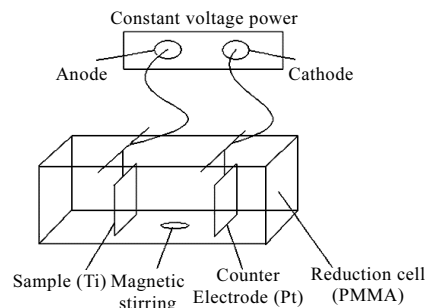 Constant voltage power
Anode
Cathode
Sample (Ti)
Magnetic
stirring
Counter
Electrode (Pt)
Reduction cell
(PMMA)